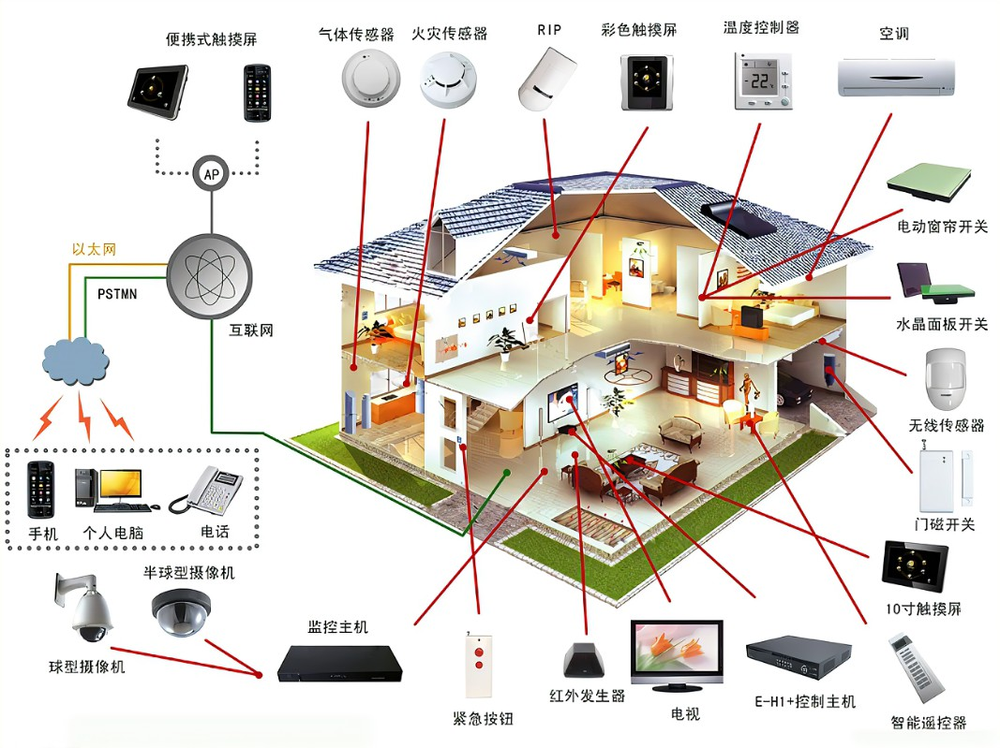 便携式触摸屏
气体传感器
火灾传感器
RIP
彩色触摸屏
温度控制器
空调
-22
AP
以太网
PSTMN
互联网
电动窗帘开关
水晶面板开关
无线传感器
门磁开关
手机
个人电脑
电话
半球型摄像机
球型摄像机
监控主机
紧急按钮
红外发生器
电视
E-H1+控制主机
10寸触摸屏
智能遥控器